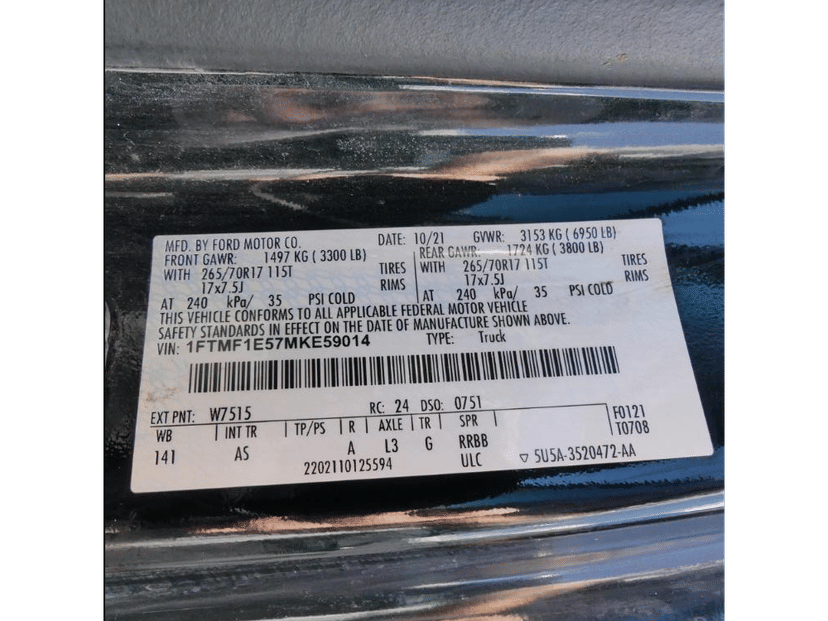 MFD. BY FORD MOTOR CO. DATE: 10/21 GVWR: 3153 KG ( 6950 LB)
FRONT GAWR: 1497 KG ( 3300 LB) REAR GAWR: 1724 KG ( 3800 LB)
WITH 265/70R17 115T TIRES WITH 265/70R17 115T TIRES
17x7.5J RIMS 17x7.5J RIMS
AT 240 kPa/ 35 PSI COLD AT 240 kPa/ 35 PSI COLD
THIS VEHICLE CONFORMS TO ALL APPLICABLE FEDERAL MOTOR VEHICLE
SAFETY STANDARDS IN EFFECT ON THE DATE OF MANUFACTURE SHOWN ABOVE.
VIN: 1FTMF1E57MKE59014 TYPE: Truck
EXT PNT: W7515 RC: 24 DSO: 0751 F0121
WB INT TR TP/PS R AXLE TR SPR T0708
141 AS A L3 G RRBB
2202110125594 ULC ▽ 5U5A-3520472-AA